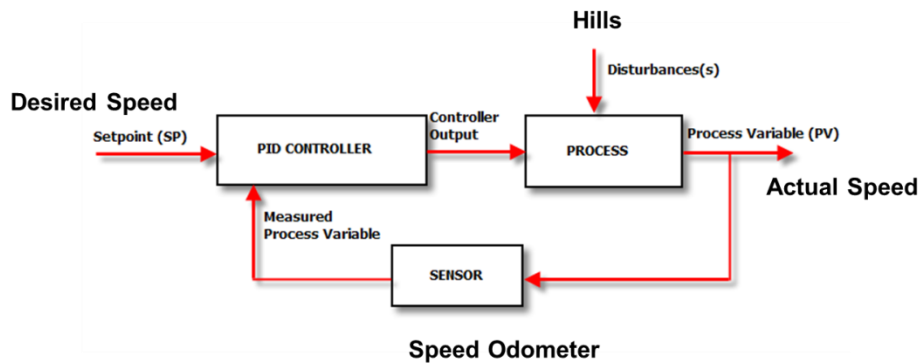 Hills
Disturbances(s)
Desired Speed
Setpoint (SP)
PID CONTROLLER
Controller
Output
PROCESS
Process Variable (PV)
Actual Speed
Measured
Process Variable
SENSOR
Speed Odometer